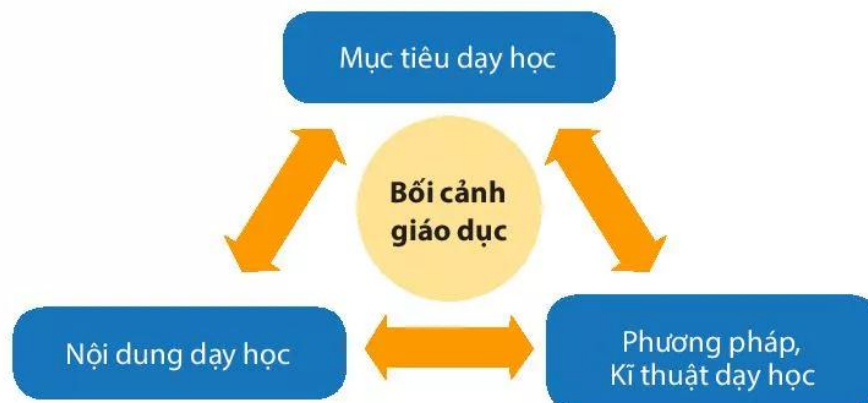 Mục tiêu dạy học
Bối cảnh
giáo dục
Nội dung dạy học
Phương pháp,
Kĩ thuật dạy học